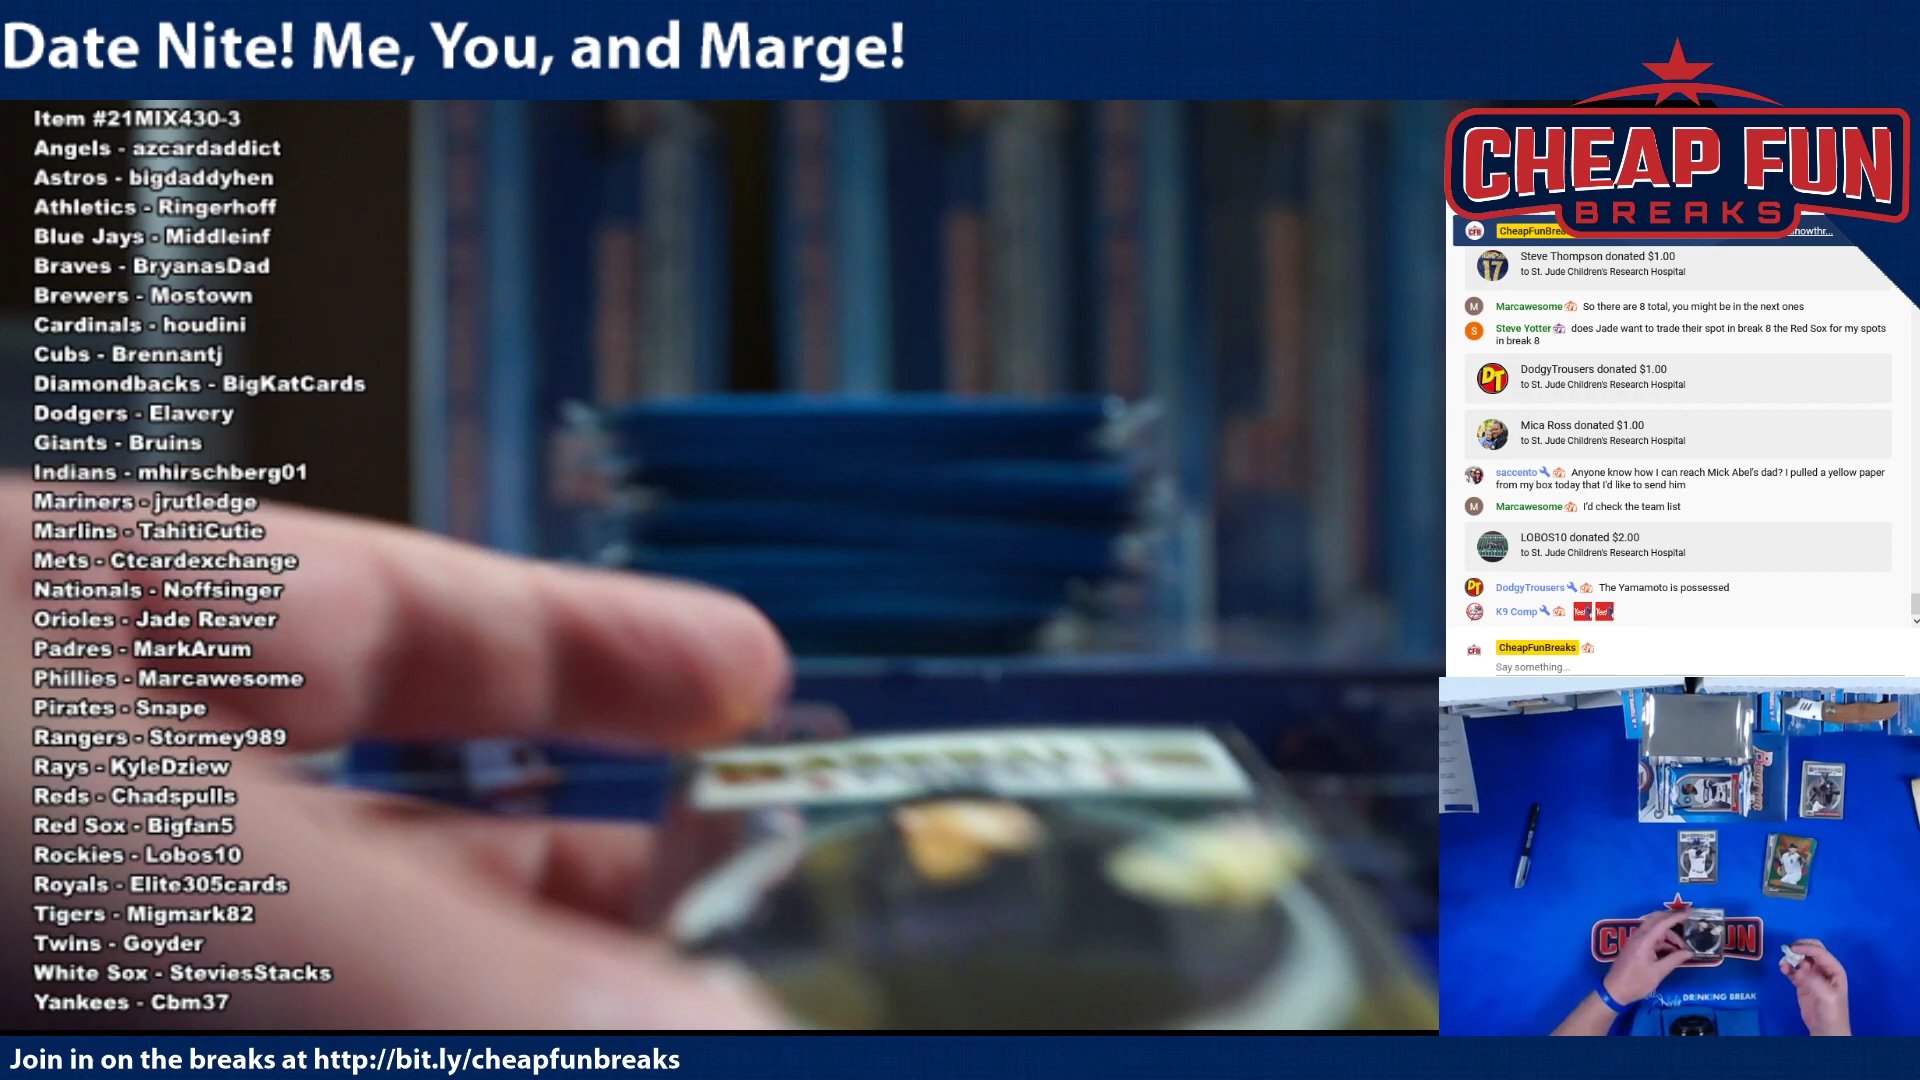 Date Nite! Me, You, and Marge!
CHEAP FUN
BREAKS
Item #21MIX430-3
Angels - azcardaddict
Astros - bigdaddyhen
Athletics - Ringerhoff
Blue Jays - Middleinf
Braves - BryanasDad
Brewers - Mostown
Cardinals - houdini
Cubs - Brennantj
Diamondbacks - BigKatCards
Dodgers - Elavery
Giants - Bruins
Indians - mhirschberg01
Mariners - jrutledge
Marlins - TahitiCutie
Mets - Ctcardexchange
Nationals - Noffsinger
Orioles - Jade Reaver
Padres - MarkArum
Phillies - Marcawesome
Pirates - Snape
Rangers - Stormey989
Rays - KyleDziew
Reds - Chadspulls
Red Sox - Bigfan5
Rockies - Lobos10
Royals - Elite305cards
Tigers - Migmark82
Twins - Goyder
White Sox - SteviesStacks
Yankees - Cbm37
CheapFunBrea
howthr...
Steve Thompson donated $1.00
to St. Jude Children's Research Hospital
Marcawesome So there are 8 total, you might be in the next ones
Steve Yotter does Jade want to trade their spot in break 8 the Red Sox for my spots
in break 8
DodgyTrousers donated $1.00
to St. Jude Children's Research Hospital
Mica Ross donated $1.00
to St. Jude Children's Research Hospital
saccento Anyone know how I can reach Mick Abel's dad? I pulled a yellow paper
from my box today that I'd like to send him
Marcawesome I'd check the team list
LOBOS10 donated $2.00
to St. Jude Children's Research Hospital
DodgyTrousers The Yamamoto is possessed
K9 Comp
CheapFunBreaks
Say something...
DRINKING BREAK
Join in on the breaks at http://bit.ly/cheapfunbreaks